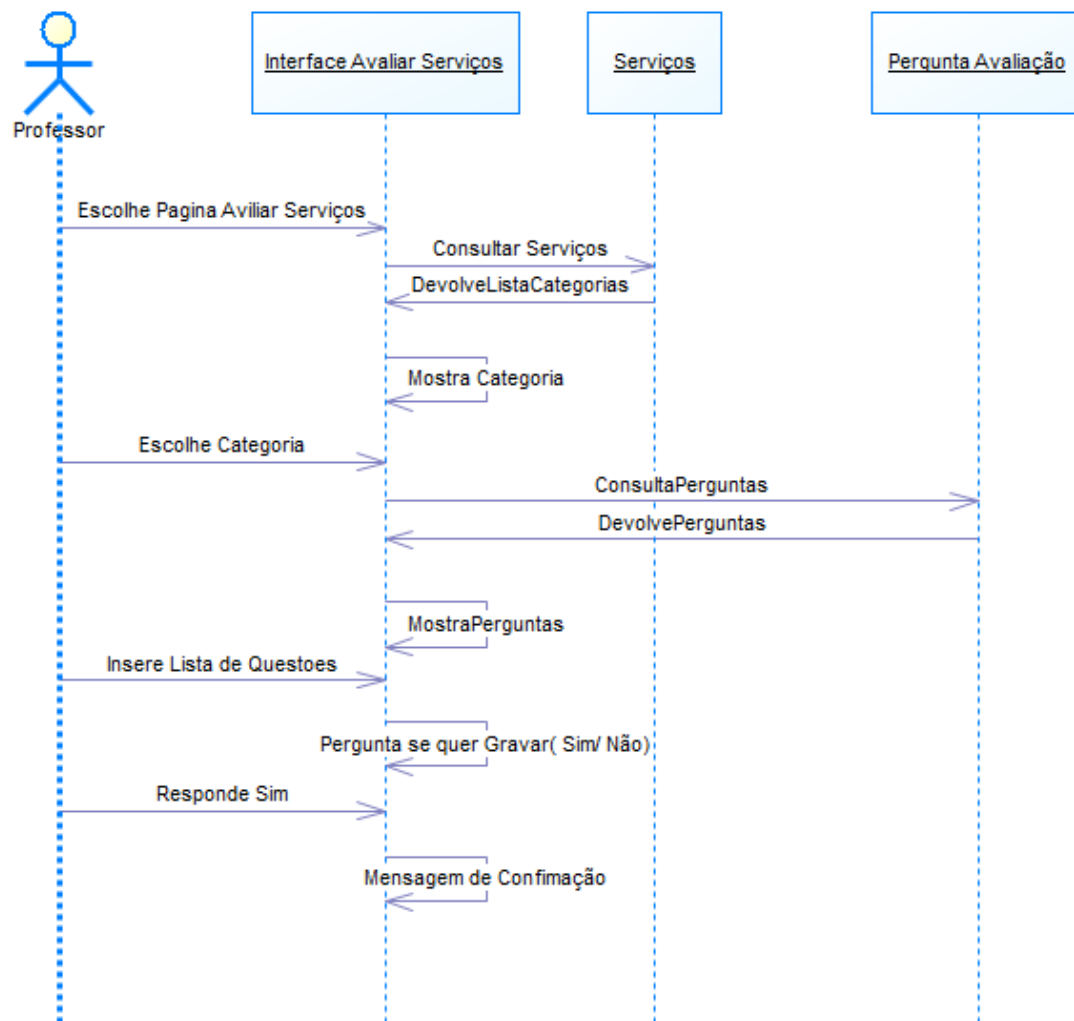 Interface Avaliar Serviços
Serviços
Pergunta Avaliação
Professor
Escolhe Pagina Aviliar Serviços
Consultar Serviços
DevolveListaCategorias
Mostra Categoria
Escolhe Categoria
ConsultaPerguntas
DevolvePerguntas
MostraPerguntas
Insere Lista de Questoes
Pergunta se quer Gravar( Sim/ Não)
Responde Sim
Mensagem de Confimação